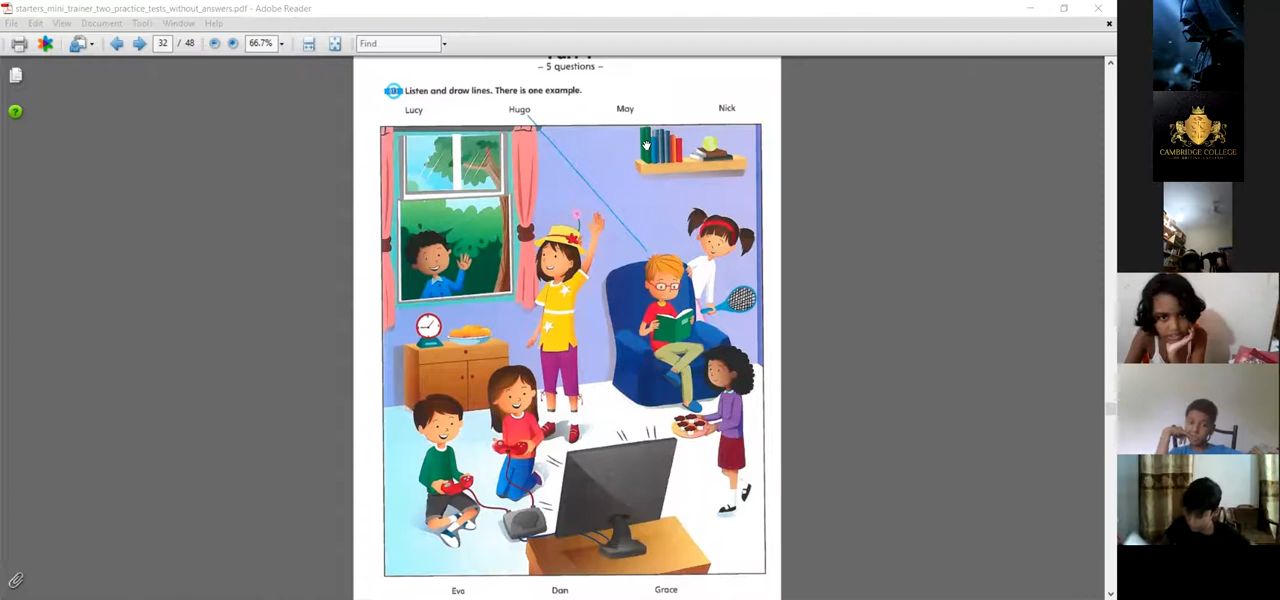 starters_mini_trainer_two_practice_tests_without_answers.pdf - Adobe Reader
File Edit View Document Tools Window Help
32 / 48 66.7% Find
– 5 questions –
Listen and draw lines. There is one example.
Lucy Hugo May Nick
Eva Dan Grace
CAMBRIDGE COLLEGE